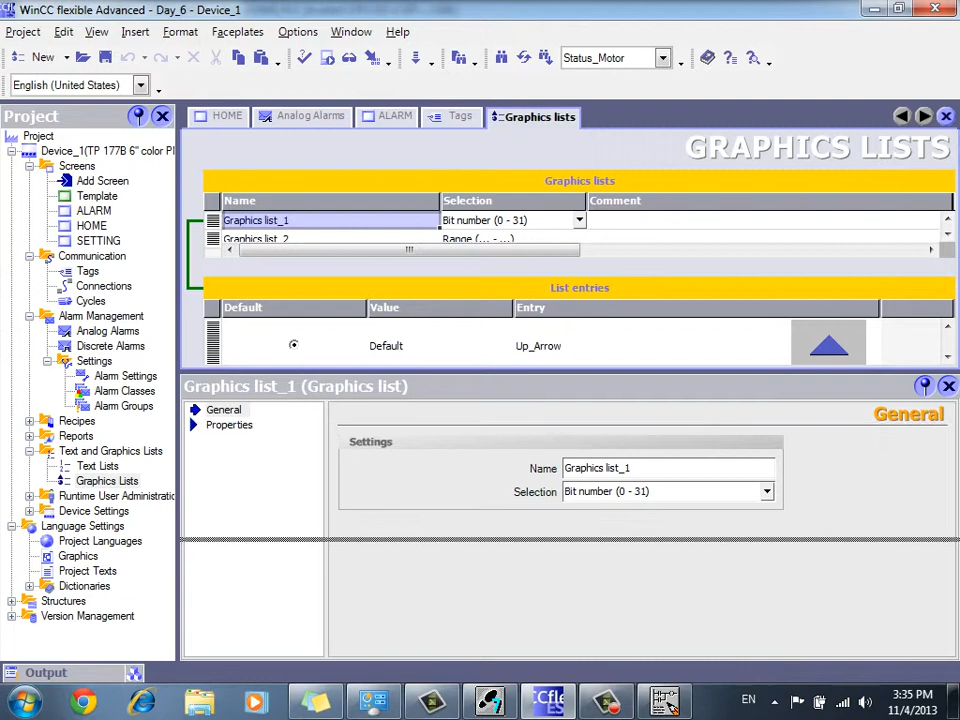 WinCC flexible Advanced - Day_6 - Device_1
Project Edit View Insert Format Faceplates Options Window Help
New Status_Motor
English (United States)
Project
HOME Analog Alarms ALARM Tags Graphics lists
Project
Device_1(TP 177B 6" color PI
Screens
Add Screen
Template
ALARM
HOME
SETTING
Communication
Tags
Connections
Cycles
Alarm Management
Analog Alarms
Discrete Alarms
Settings
Alarm Settings
Alarm Classes
Alarm Groups
Recipes
Reports
Text and Graphics Lists
Text Lists
Graphics Lists
Runtime User Administratio
Device Settings
Language Settings
Project Languages
Graphics
Project Texts
Dictionaries
Structures
Version Management
GRAPHICS LISTS
Graphics lists
Name Selection Comment
Graphics list_1 Bit number (0 - 31)
Graphics list_2 Range (... - ...)
List entries
Default Value Entry
Default Up_Arrow
Graphics list_1 (Graphics list)
General
Properties
General
Settings
Name Graphics list_1
Selection Bit number (0 - 31)
Output
EN
3:35 PM
11/4/2013